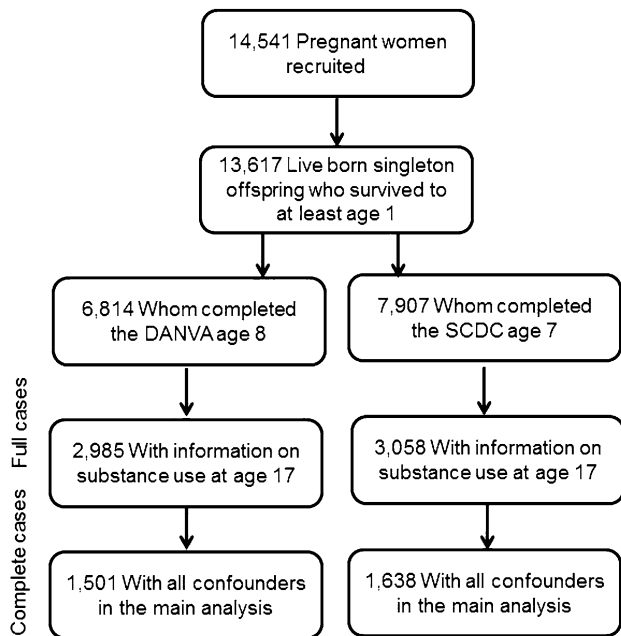 14,541 Pregnant women
recruited
13,617 Live born singleton
offspring who survived to
at least age 1
6,814 Whom completed
the DANVA age 8
7,907 Whom completed
the SCDC age 7
Full cases
2,985 With information on
substance use at age 17
3,058 With information on
substance use at age 17
Complete cases
1,501 With all confounders
in the main analysis
1,638 With all confounders
in the main analysis